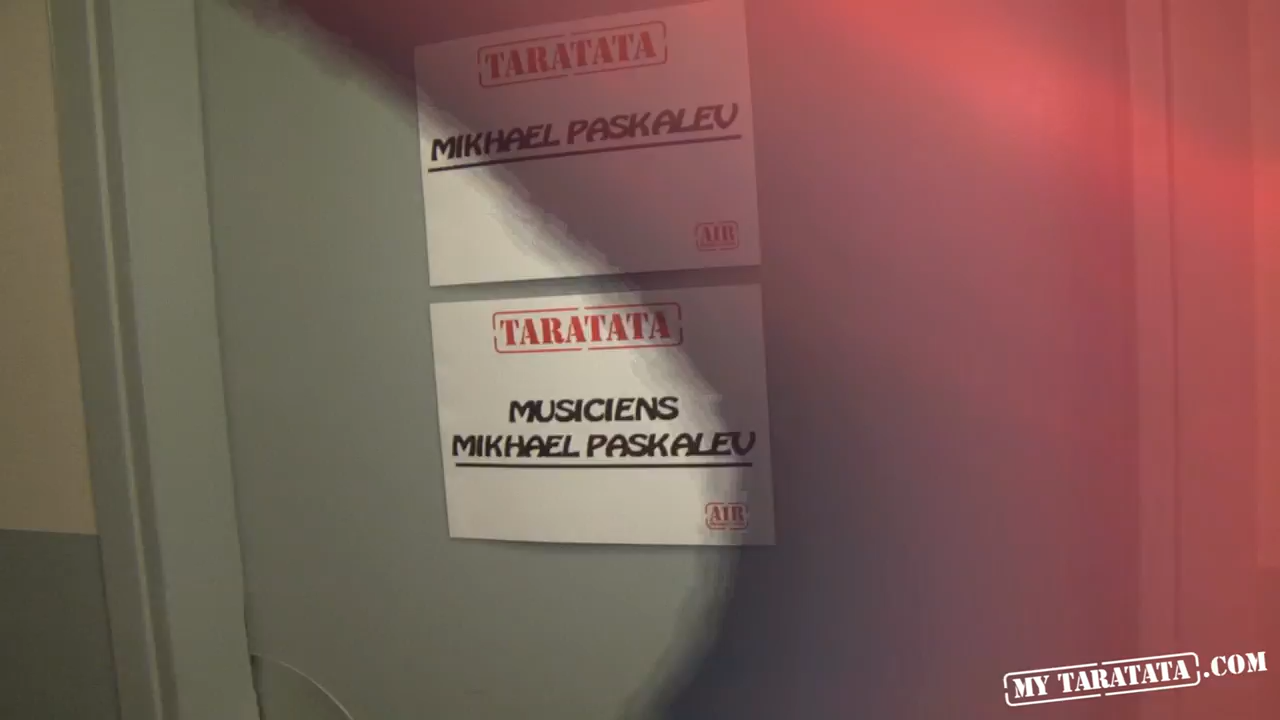 TARATATA
MIKHAEL PASKALEV
AIR
TARATATA
MUSICIENS
MIKHAEL PASKALEV
AIR
MY TARATATA.COM